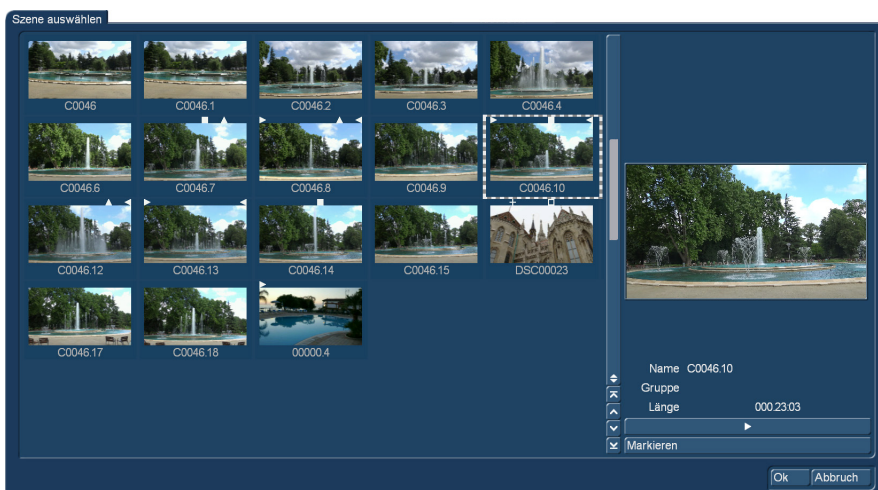 Szene auswählen
C0046
C0046.1
C0046.2
C0046.3
C0046.4
C0046.6
C0046.7
C0046.8
C0046.9
C0046.10
C0046.12
C0046.13
C0046.14
C0046.15
DSC00023
C0046.17
C0046.18
00000.4
Name C0046.10
Gruppe
Länge 000.23:03
Markieren
Ok Abbruch